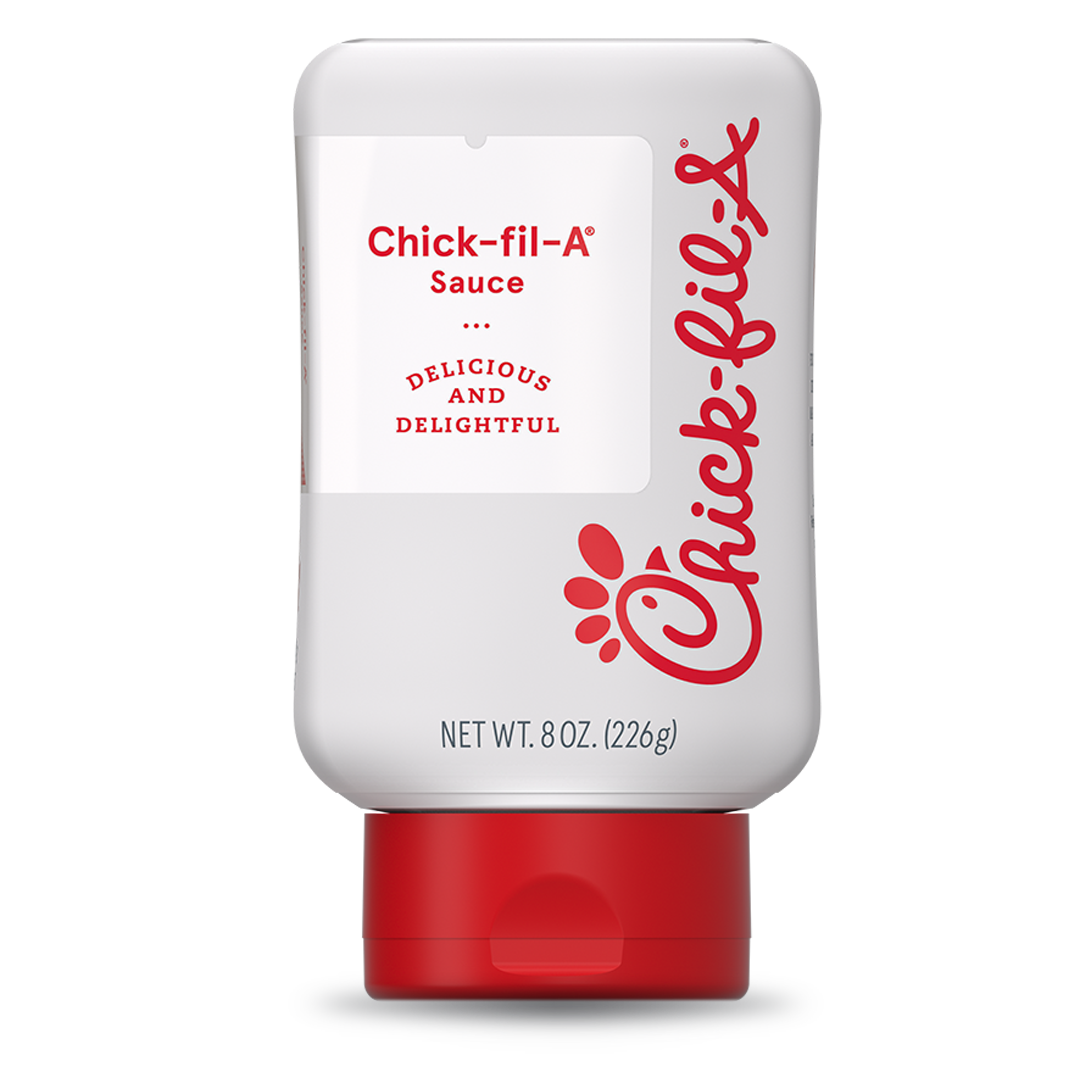 Chick-fil-A®
Sauce
...
DELICIOUS
AND
DELIGHTFUL
Chick-fil-A®
NET WT. 8 OZ. (226g)